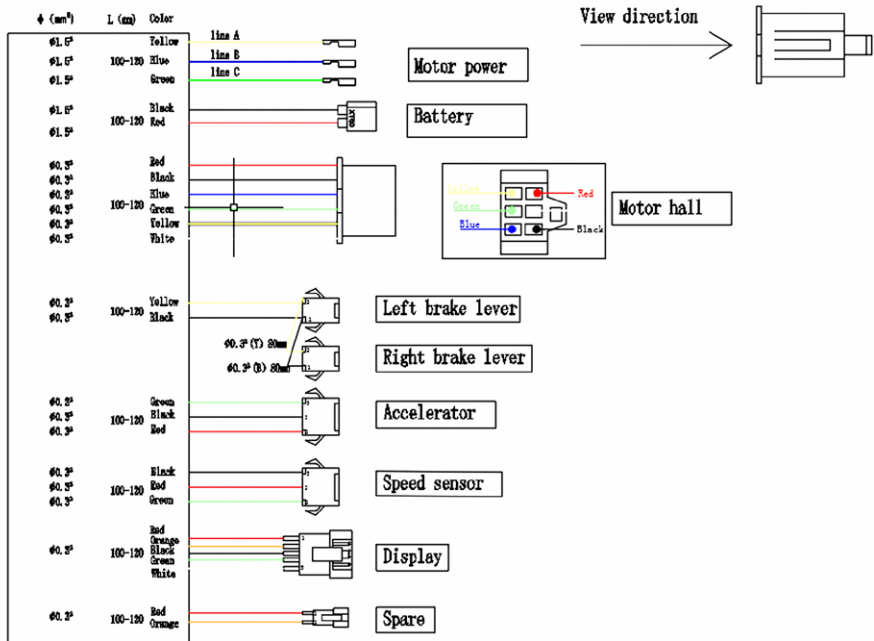 ϕ (mm²) L (mm) Color
View direction
ϕ1.5² Yellow line A
ϕ1.5² 100-120 Blue line B
ϕ1.5² Green line C
Motor power
ϕ1.5² Black
100-120 Red
ϕ1.5²
XT60
Battery
ϕ0.3² Red
ϕ0.3² Black
ϕ0.3² Blue
ϕ0.3² 100-120 Green
ϕ0.3² Yellow
ϕ0.3² White
Yellow Red
Green
Blue Black
Motor hall
ϕ0.3² Yellow
100-120
ϕ0.3² Black
Left brake lever
ϕ0.3²(Y) 80mm
ϕ0.3²(B) 80mm
Right brake lever
ϕ0.3² Green
ϕ0.3² 100-120 Black
ϕ0.3² Red
Accelerator
ϕ0.3² Black
ϕ0.3² 100-120 Red
ϕ0.3² Green
Speed sensor
Red
Orange
ϕ0.3² 100-120 Black
Green
White
1
5
Display
ϕ0.3² 100-120 Red
Orange
Spare